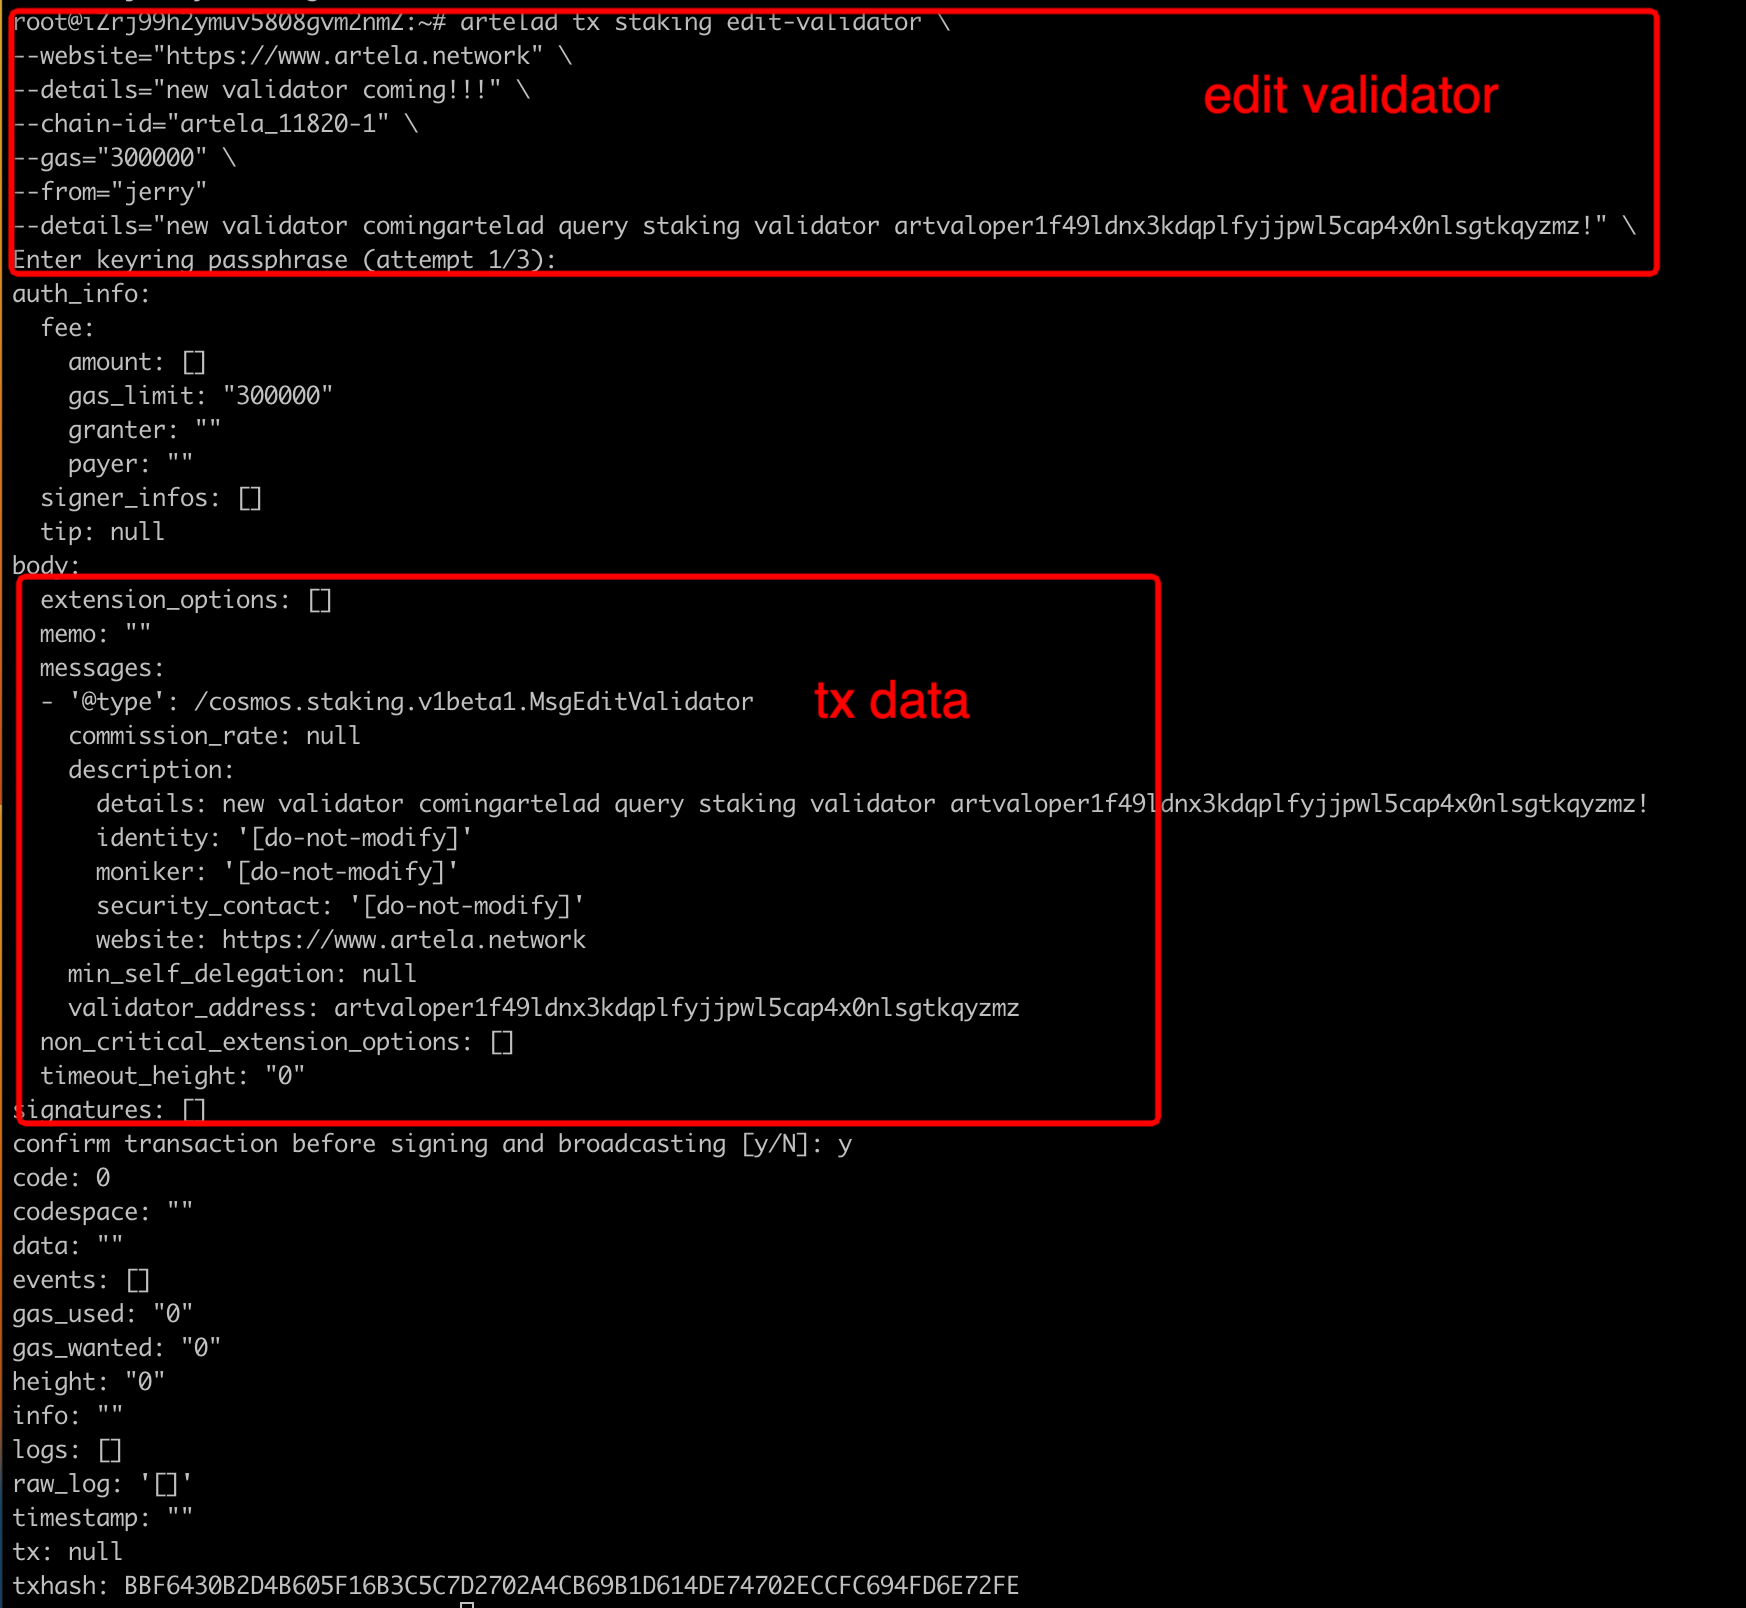 root@iZrj99h2ymuv5808gvm2nmZ:~# artelad tx staking edit-validator \
--website="https://www.artela.network" \
--details="new validator coming!!!" \
edit validator
--chain-id="artela_11820-1" \
--gas="300000" \
--from="jerry"
--details="new validator comingartelad query staking validator artvaloper1f49ldnx3kdqplfyjjpwl5cap4x0nlsgtkqyzmz!" \
Enter keyring passphrase (attempt 1/3):
auth_info:
  fee:
    amount: []
    gas_limit: "300000"
    granter: ""
    payer: ""
  signer_infos: []
  tip: null
body:
  extension_options: []
  memo: ""
  messages:
  - '@type': /cosmos.staking.v1beta1.MsgEditValidator
tx data
    commission_rate: null
    description:
      details: new validator comingartelad query staking validator artvaloper1f49ldnx3kdqplfyjjpwl5cap4x0nlsgtkqyzmz!
      identity: '[do-not-modify]'
      moniker: '[do-not-modify]'
      security_contact: '[do-not-modify]'
      website: https://www.artela.network
    min_self_delegation: null
    validator_address: artvaloper1f49ldnx3kdqplfyjjpwl5cap4x0nlsgtkqyzmz
  non_critical_extension_options: []
  timeout_height: "0"
signatures: []
confirm transaction before signing and broadcasting [y/N]: y
code: 0
codespace: ""
data: ""
events: []
gas_used: "0"
gas_wanted: "0"
height: "0"
info: ""
logs: []
raw_log: '[]'
timestamp: ""
tx: null
txhash: BBF6430B2D4B605F16B3C5C7D2702A4CB69B1D614DE74702ECCFC694FD6E72FE